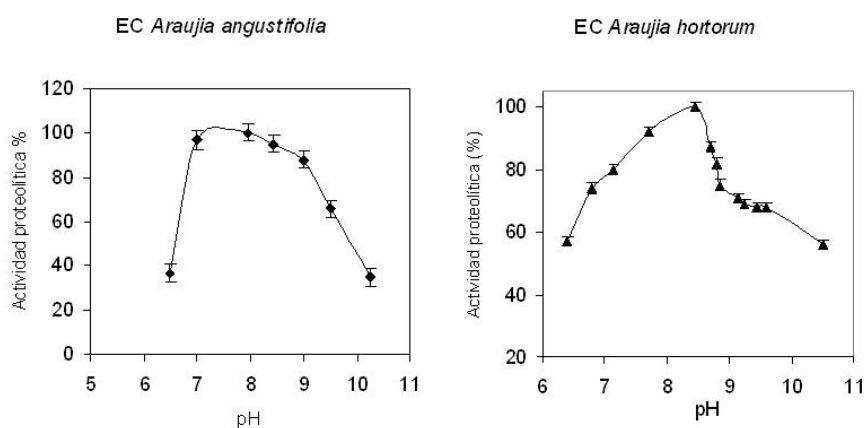 EC Araujia angustifolia
Actividad proteolítica %
120
100
80
60
40
20
0
5 6 7 8 9 10 11
pH
EC Araujia hortorum
Actividad proteolítica (%)
100
80
60
40
20
6 7 8 9 10 11
pH